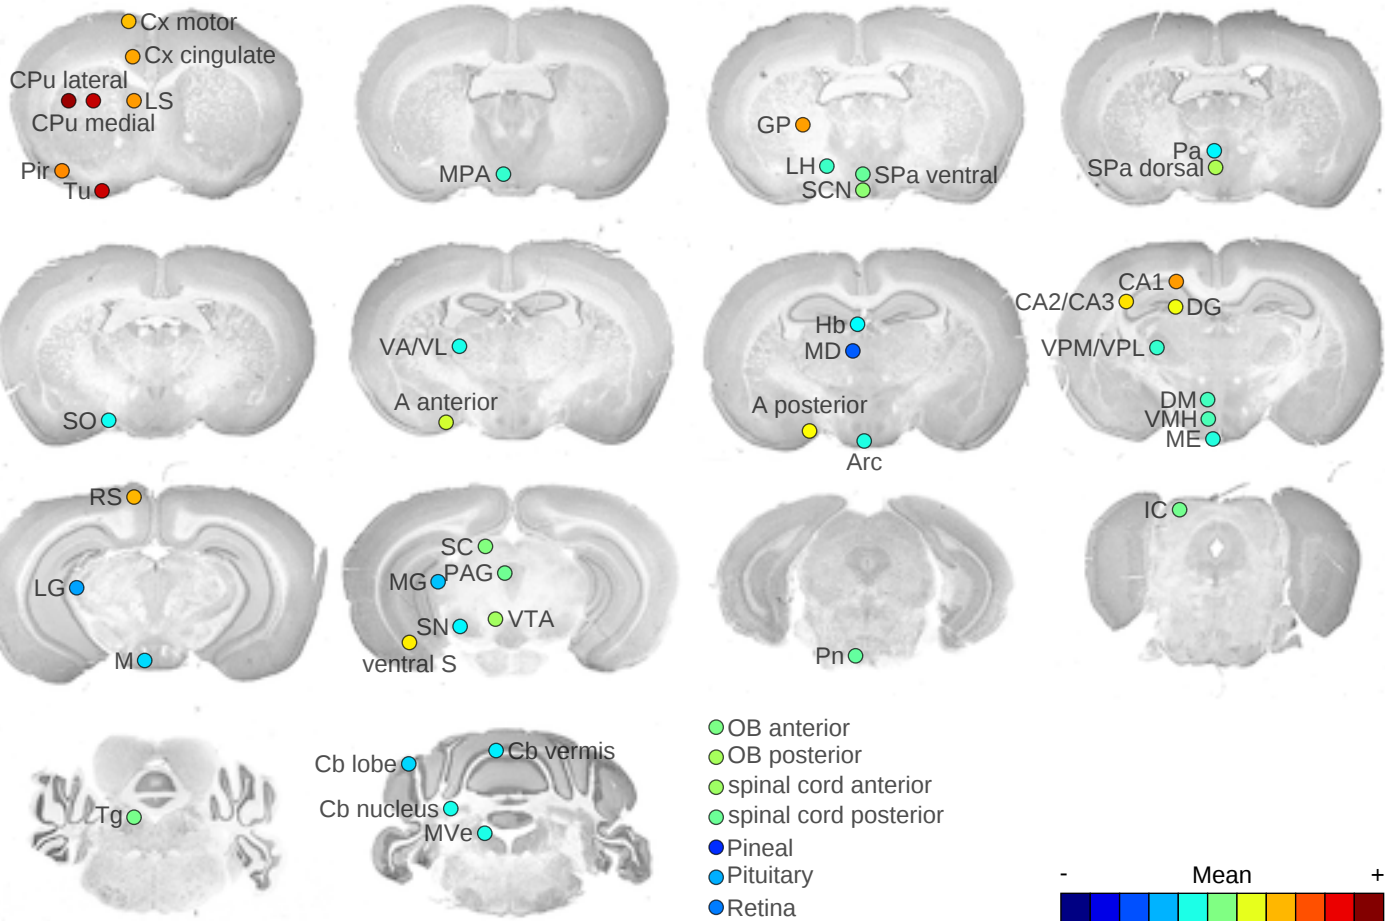 Cx motor
Cx cingulate
CPu lateral
LS
CPu medial
Pir
Tu
MPA
GP
LH
SPa ventral
SCN
Pa
SPa dorsal
SO
VA/VL
A anterior
Hb
MD
A posterior
Arc
CA1
CA2/CA3
DG
VPM/VPL
DM
VMH
ME
RS
LG
M
SC
PAG
MG
VTA
SN
ventral S
Pn
IC
Tg
Cb lobe
Cb vermis
Cb nucleus
MVe
OB anterior
OB posterior
spinal cord anterior
spinal cord posterior
Pineal
Pituitary
Retina
- Mean +